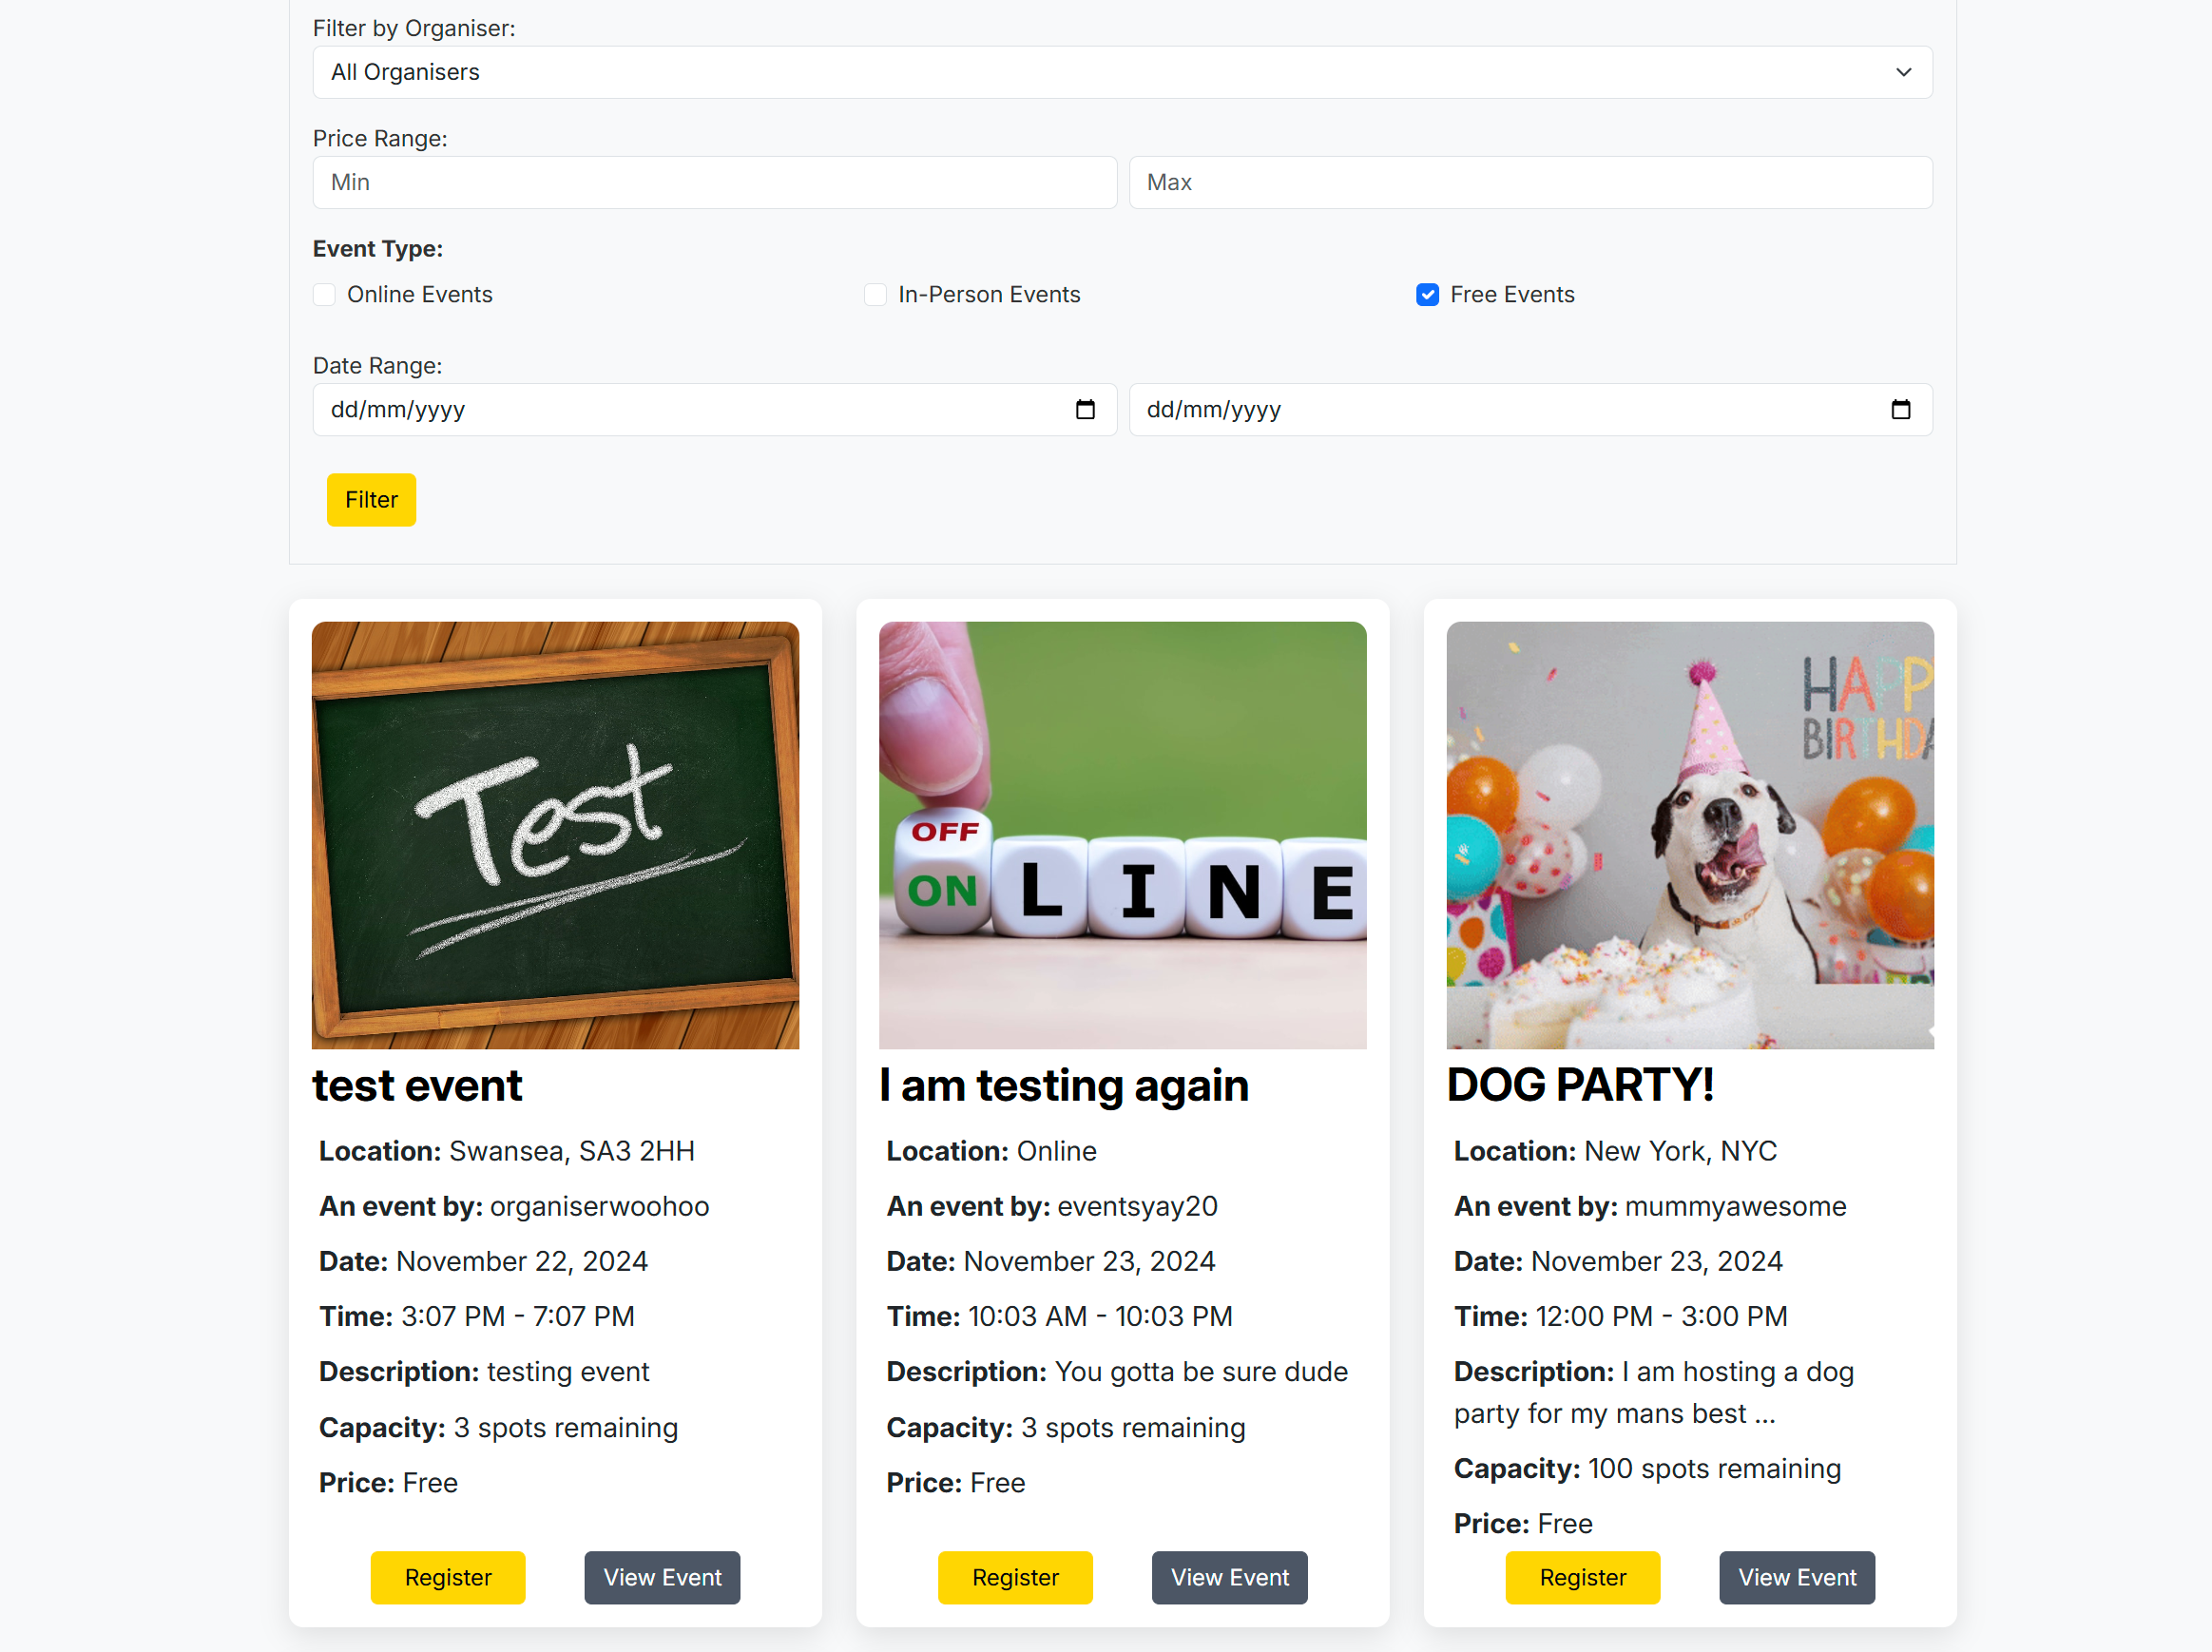 Filter by Organiser:
All Organisers
Price Range:
Min Max
Event Type:
Online Events In-Person Events Free Events
Date Range:
dd/mm/yyyy dd/mm/yyyy
Filter
Test
test event
Location: Swansea, SA3 2HH
An event by: organiserwoohoo
Date: November 22, 2024
Time: 3:07 PM - 7:07 PM
Description: testing event
Capacity: 3 spots remaining
Price: Free
Register View Event
OFF
ON LINE
I am testing again
Location: Online
An event by: eventsyay20
Date: November 23, 2024
Time: 10:03 AM - 10:03 PM
Description: You gotta be sure dude
Capacity: 3 spots remaining
Price: Free
Register View Event
HAPP
BIRTHDA
DOG PARTY!
Location: New York, NYC
An event by: mummyawesome
Date: November 23, 2024
Time: 12:00 PM - 3:00 PM
Description: I am hosting a dog
party for my mans best ...
Capacity: 100 spots remaining
Price: Free
Register View Event